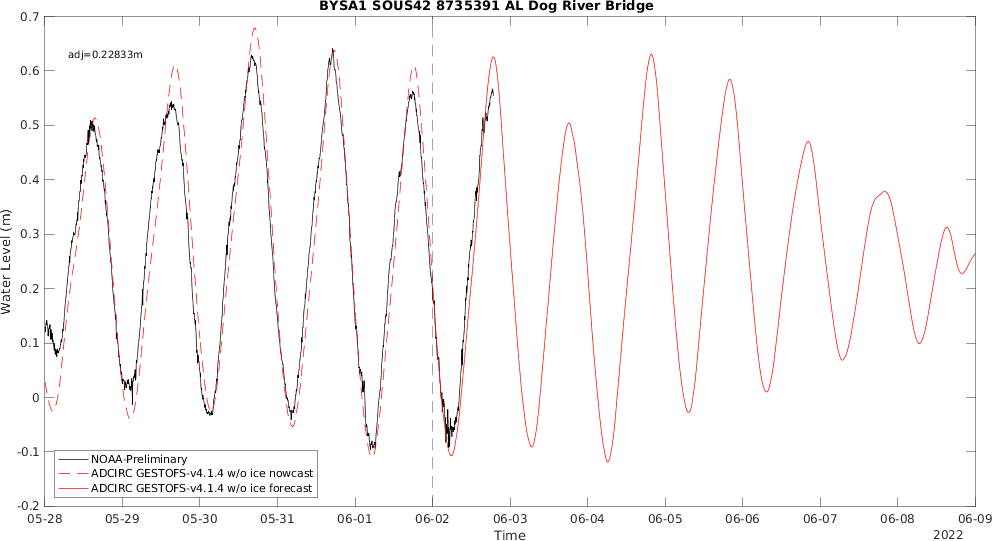 BYSA1 SOUS42 8735391 AL Dog River Bridge
adj=0.22833m
Water Level (m)
0.7
0.6
0.5
0.4
0.3
0.2
0.1
0
-0.1
-0.2
NOAA-Preliminary
ADCIRC GESTOFS-v4.1.4 w/o ice nowcast
ADCIRC GESTOFS-v4.1.4 w/o ice forecast
05-28 05-29 05-30 05-31 06-01 06-02 06-03 06-04 06-05 06-06 06-07 06-08 06-09
Time
2022